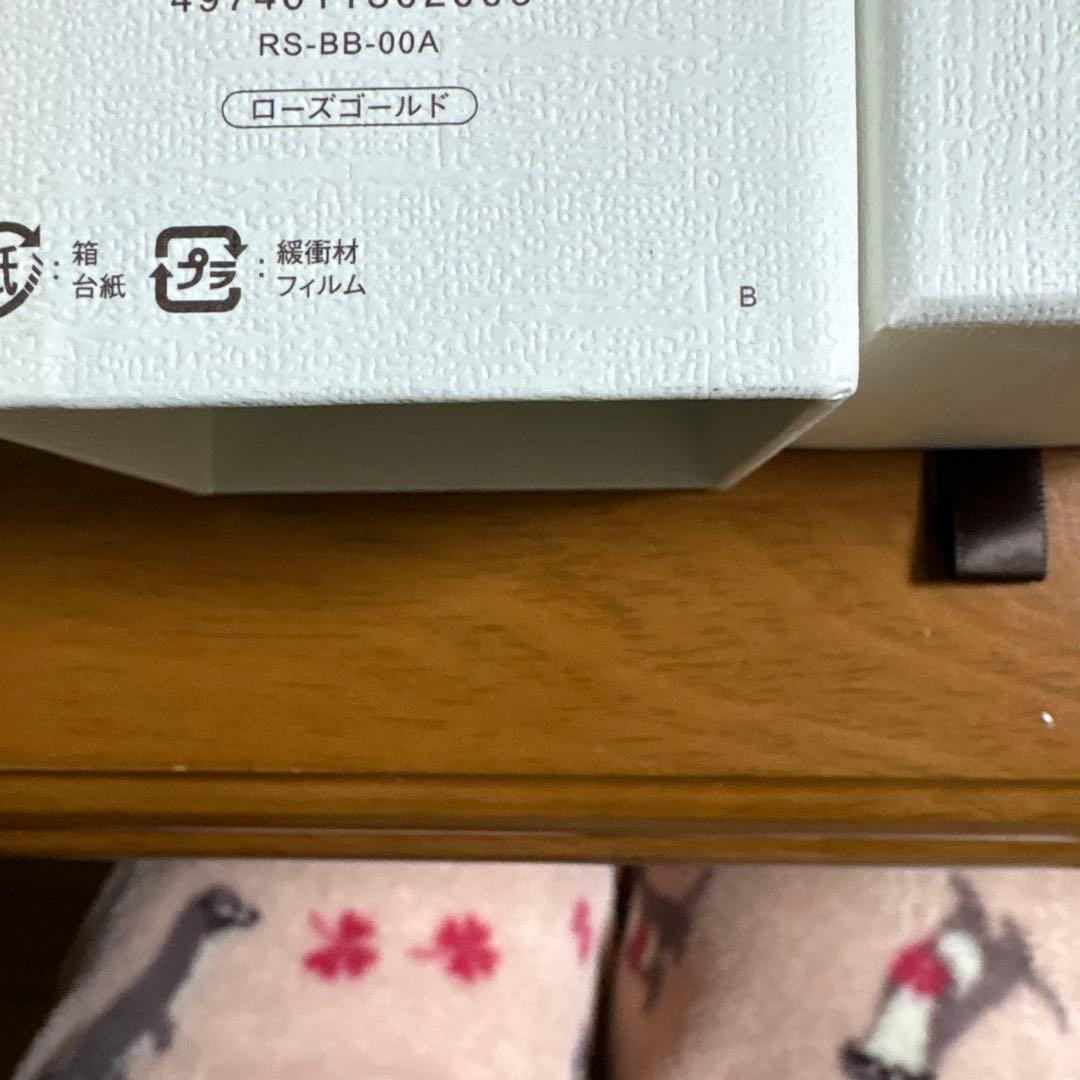 RS-BB-00A
ローズゴールド
紙 : 箱
台紙
プラ : 緩衝材
フィルム
B